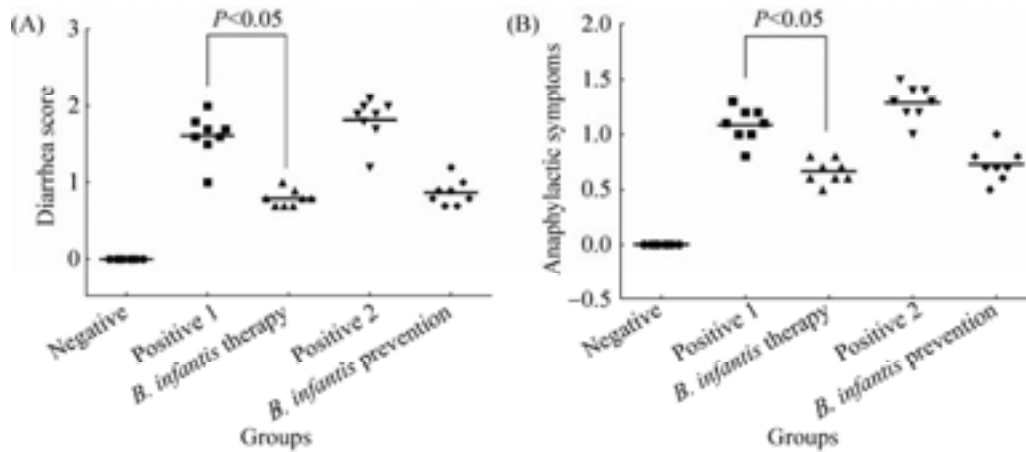 (A)
P<0.05
3
2
1
0
Diarrhea score
Negative
Positive 1
B. infantis therapy
Positive 2
B. infantis prevention
Groups
(B)
P<0.05
2.0
1.5
1.0
0.5
0.0
−0.5
Anaphylactic symptoms
Negative
Positive 1
B. infantis therapy
Positive 2
B. infantis prevention
Groups